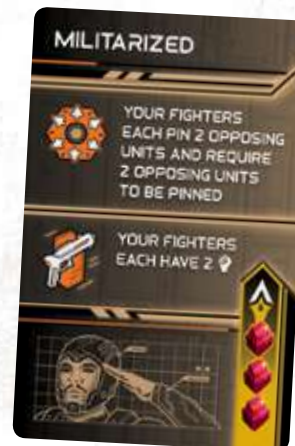 MILITARIZED
YOUR FIGHTERS
EACH PIN 2 OPPOSING
UNITS AND REQUIRE
2 OPPOSING UNITS
TO BE PINNED
YOUR FIGHTERS
EACH HAVE 2